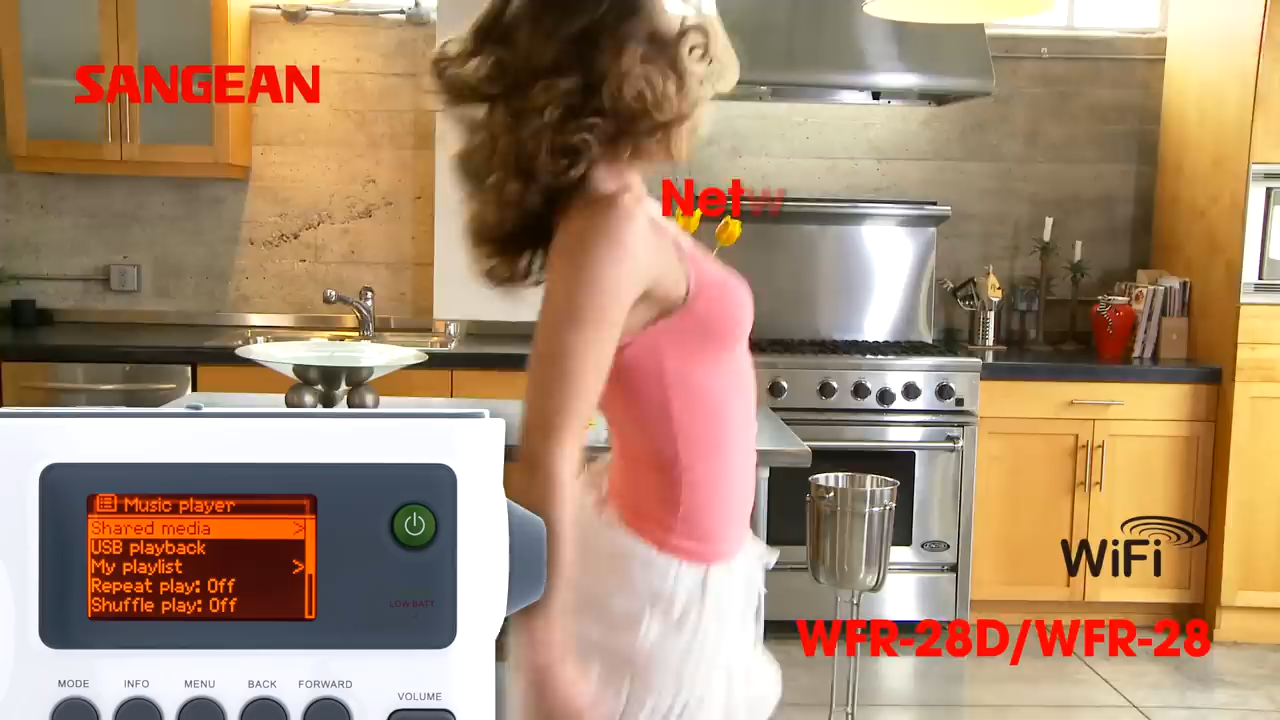 SANGEAN
Netw
Music player
Shared media >
USB playback
My playlist >
Repeat play: Off
Shuffle play: Off
LOW BATT
WiFi
WFR-28D/WFR-28
MODE INFO MENU BACK FORWARD
VOLUME